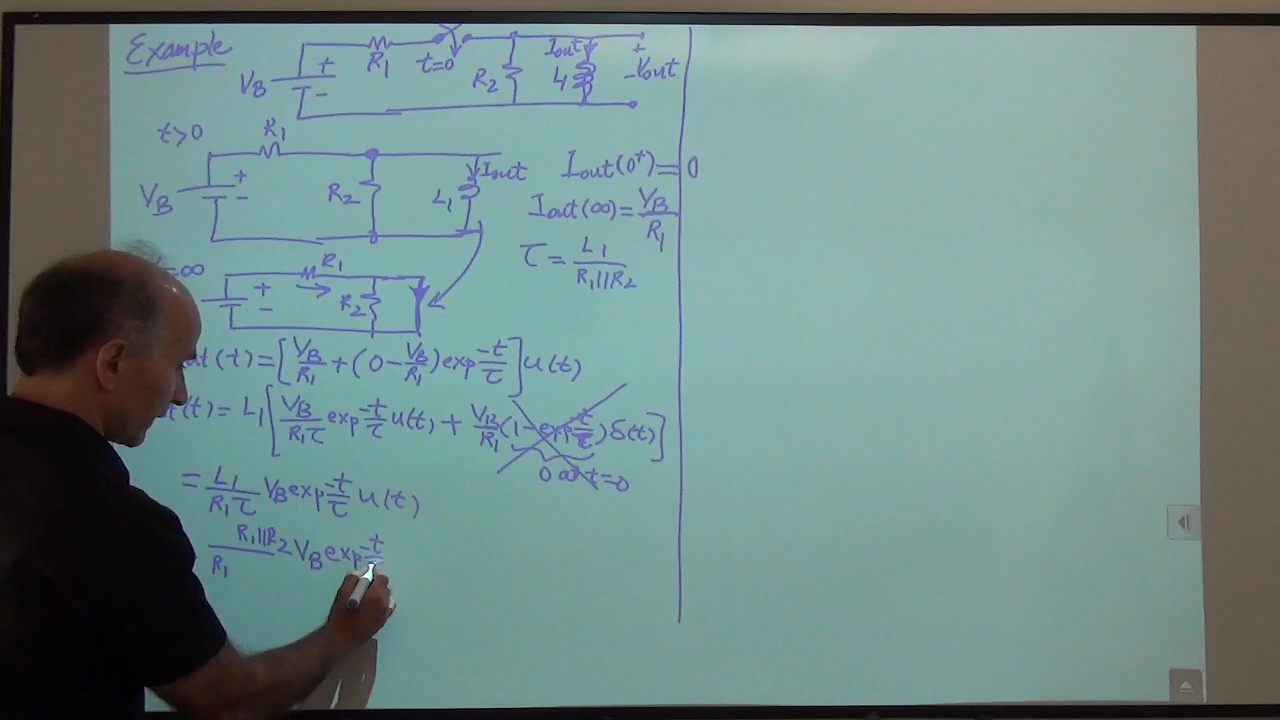 Example
V_B + - R_1 t=0 R_2 I_out L_1 + V_out -
t>0
V_B + - R_1 R_2 L_1 I_out
I_out(0⁺) = 0
I_out(∞) = V_B/R_1
τ = L_1/(R_1||R_2)
=∞
+ - R_1 R_2
ut(t) = [V_B/R_1 + (0 - V_B/R_1) exp -t/τ] u(t)
t(t) = L_1 [V_B/(R_1 τ) exp -t/τ u(t) + V_B/R_1 (1 - exp -t/τ) δ(t)]
0 at t=0
= L_1/(R_1 τ) V_B exp -t/τ u(t)
R_1||R_2/R_1 V_B exp -t